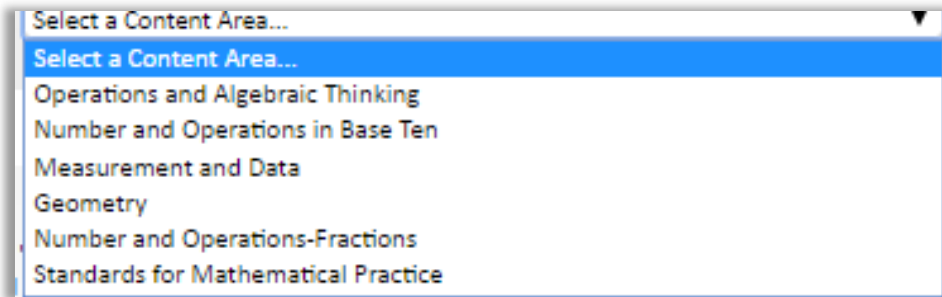 Select a Content Area...
Select a Content Area...
Operations and Algebraic Thinking
Number and Operations in Base Ten
Measurement and Data
Geometry
Number and Operations-Fractions
Standards for Mathematical Practice